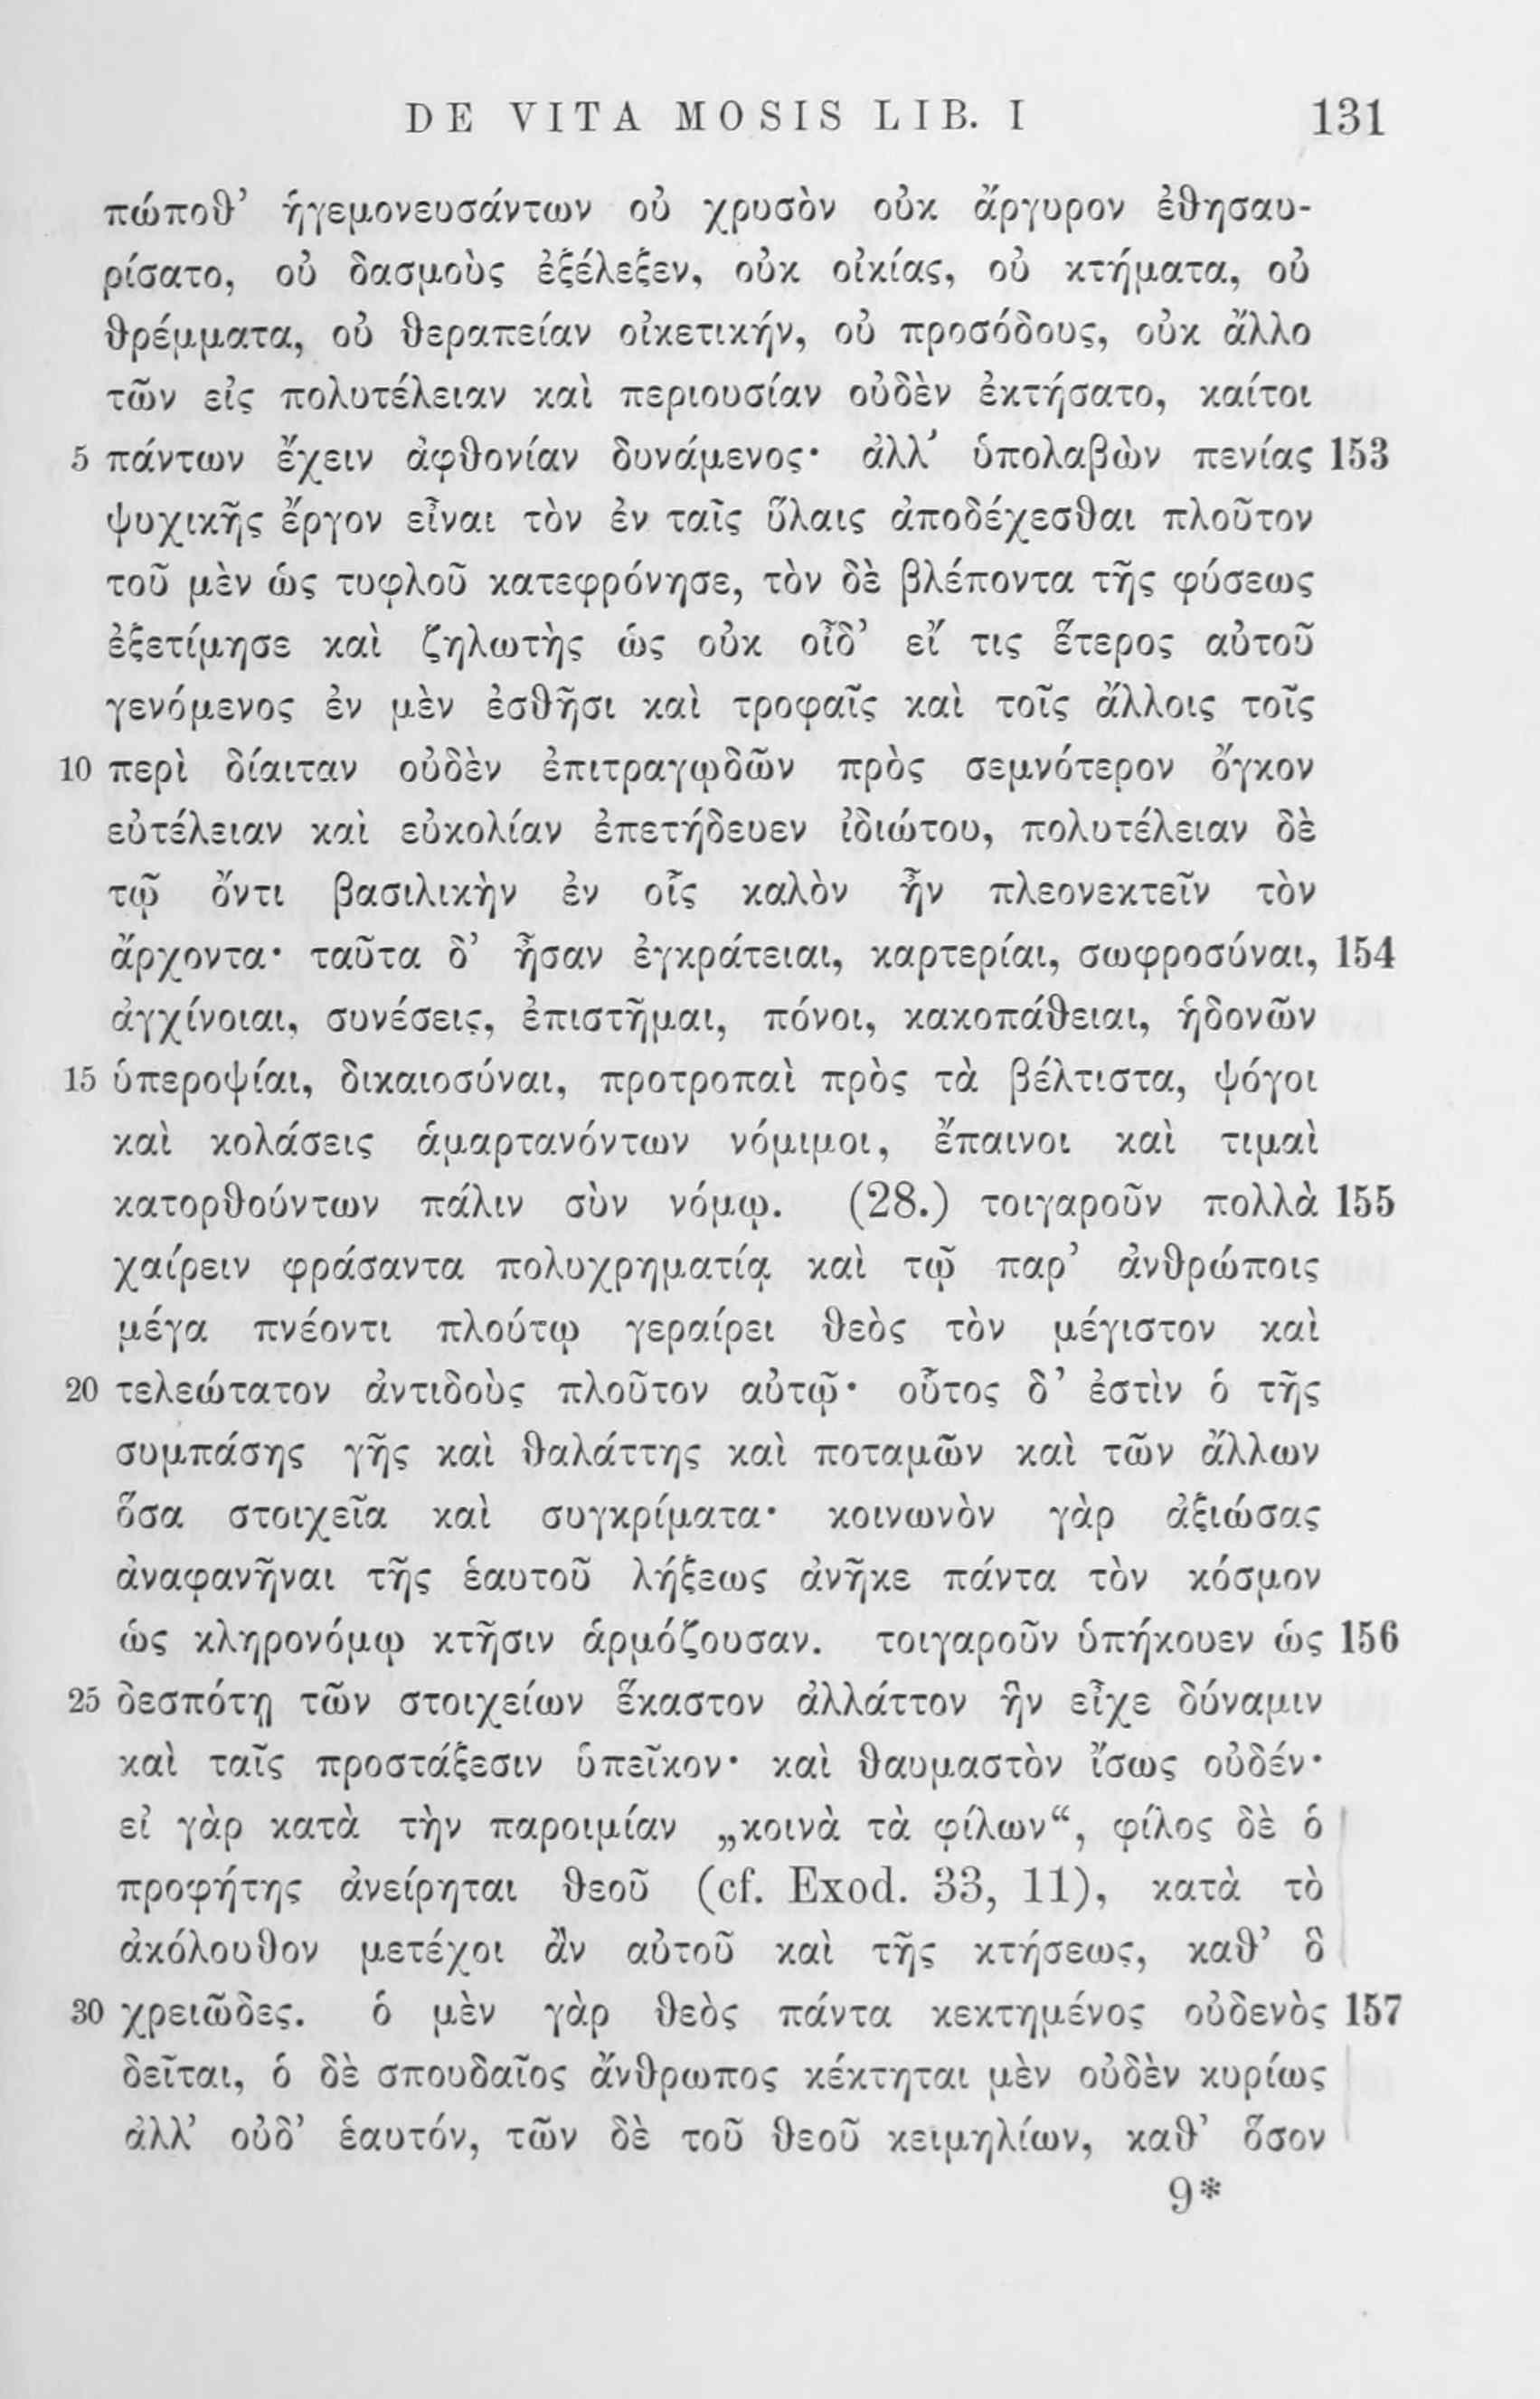 DE VITA MOSIS LIB. I 131
πώποθ’ ἡγεμονευσάντων οὐ χρυσὸν οὐκ ἄργυρον ἐθησαυ-
ρίσατο, οὐ δασμοὺς ἐξέλεξεν, οὐκ οἰκίας, οὐ κτήματα, οὐ
θρέμματα, οὐ θεραπείαν οἰκετικήν, οὐ προσόδους, οὐκ ἄλλο
τῶν εἰς πολυτέλειαν καὶ περιουσίαν οὐδὲν ἐκτήσατο, καίτοι
5 πάντων ἔχειν ἀφθονίαν δυνάμενος· ἀλλ’ ὑπολαβὼν πενίας 153
ψυχικῆς ἔργον εἶναι τὸν ἐν ταῖς ὕλαις ἀποδέχεσθαι πλοῦτον
τοῦ μὲν ὡς τυφλοῦ κατεφρόνησε, τὸν δὲ βλέποντα τῆς φύσεως
ἐξετίμησε καὶ ζηλωτὴς ὡς οὐκ οἶδ’ εἴ τις ἕτερος αὐτοῦ
γενόμενος ἐν μὲν ἐσθῆσι καὶ τροφαῖς καὶ τοῖς ἄλλοις τοῖς
10 περὶ δίαιταν οὐδὲν ἐπιτραγῳδῶν πρὸς σεμνότερον ὄγκον
εὐτέλειαν καὶ εὐκολίαν ἐπετήδευεν ἰδιώτου, πολυτέλειαν δὲ
τῷ ὄντι βασιλικὴν ἐν οἷς καλὸν ἦν πλεονεκτεῖν τὸν
ἄρχοντα· ταῦτα δ’ ἦσαν ἐγκράτειαι, καρτερίαι, σωφροσύναι, 154
ἀγχίνοιαι, συνέσεις, ἐπιστῆμαι, πόνοι, κακοπάθειαι, ἡδονῶν
15 ὑπεροψίαι, δικαιοσύναι, προτροπαὶ πρὸς τὰ βέλτιστα, ψόγοι
καὶ κολάσεις ἁμαρτανόντων νόμιμοι, ἔπαινοι καὶ τιμαὶ
κατορθούντων πάλιν σὺν νόμῳ. (28.) τοιγαροῦν πολλὰ 155
χαίρειν φράσαντα πολυχρηματίᾳ καὶ τῷ παρ’ ἀνθρώποις
μέγα πνέοντι πλούτῳ γεραίρει θεὸς τὸν μέγιστον καὶ
20 τελεώτατον ἀντιδοὺς πλοῦτον αὐτῷ· οὗτος δ’ ἐστὶν ὁ τῆς
συμπάσης γῆς καὶ θαλάττης καὶ ποταμῶν καὶ τῶν ἄλλων
ὅσα στοιχεῖα καὶ συγκρίματα· κοινωνὸν γὰρ ἀξιώσας
ἀναφανῆναι τῆς ἑαυτοῦ λήξεως ἀνῆκε πάντα τὸν κόσμον
ὡς κληρονόμῳ κτῆσιν ἁρμόζουσαν. τοιγαροῦν ὑπήκουεν ὡς 156
25 δεσπότῃ τῶν στοιχείων ἕκαστον ἀλλάττον ἣν εἶχε δύναμιν
καὶ ταῖς προστάξεσιν ὑπεῖκον· καὶ θαυμαστὸν ἴσως οὐδέν·
εἰ γὰρ κατὰ τὴν παροιμίαν „κοινὰ τὰ φίλων“, φίλος δὲ ὁ
προφήτης ἀνείρηται θεοῦ (cf. Exod. 33, 11), κατὰ τὸ
ἀκόλουθον μετέχοι ἂν αὐτοῦ καὶ τῆς κτήσεως, καθ’ ὃ
30 χρειῶδες. ὁ μὲν γὰρ θεὸς πάντα κεκτημένος οὐδενὸς 157
δεῖται, ὁ δὲ σπουδαῖος ἄνθρωπος κέκτηται μὲν οὐδὲν κυρίως
ἀλλ’ οὐδ’ ἑαυτόν, τῶν δὲ τοῦ θεοῦ κειμηλίων, καθ’ ὅσον
9*